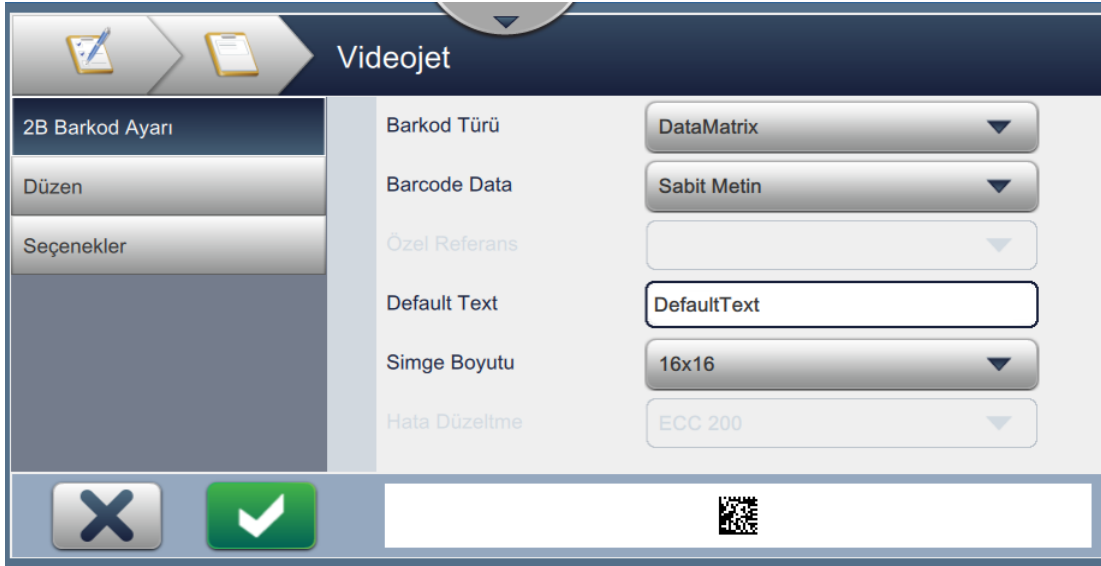 Videojet
2B Barkod Ayarı
Düzen
Seçenekler
Barkod Türü DataMatrix
Barcode Data Sabit Metin
Özel Referans
Default Text DefaultText
Simge Boyutu 16x16
Hata Düzeltme ECC 200